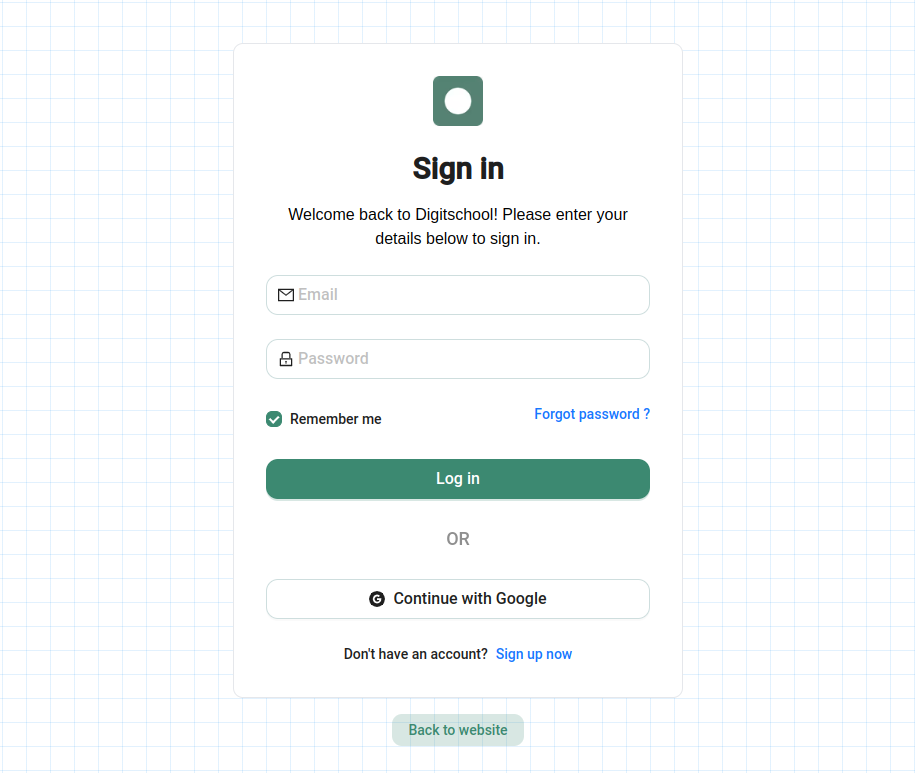 Sign in
Welcome back to Digitschool! Please enter your
details below to sign in.
Email
Password
Remember me
Forgot password ?
Log in
OR
Continue with Google
Don't have an account? Sign up now
Back to website